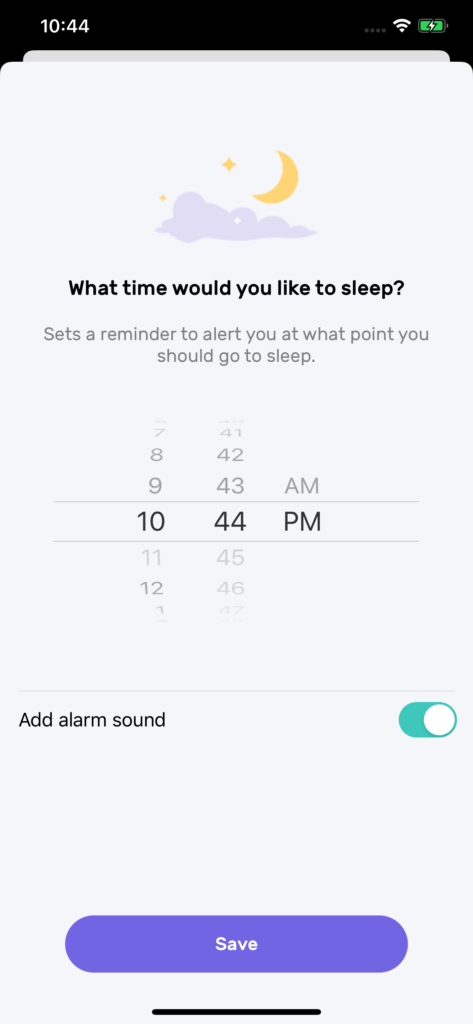 10:44
What time would you like to sleep?
Sets a reminder to alert you at what point you
should go to sleep.
7 41
8 42
9 43 AM
10 44 PM
11 45
12 46
1 47
Add alarm sound
Save